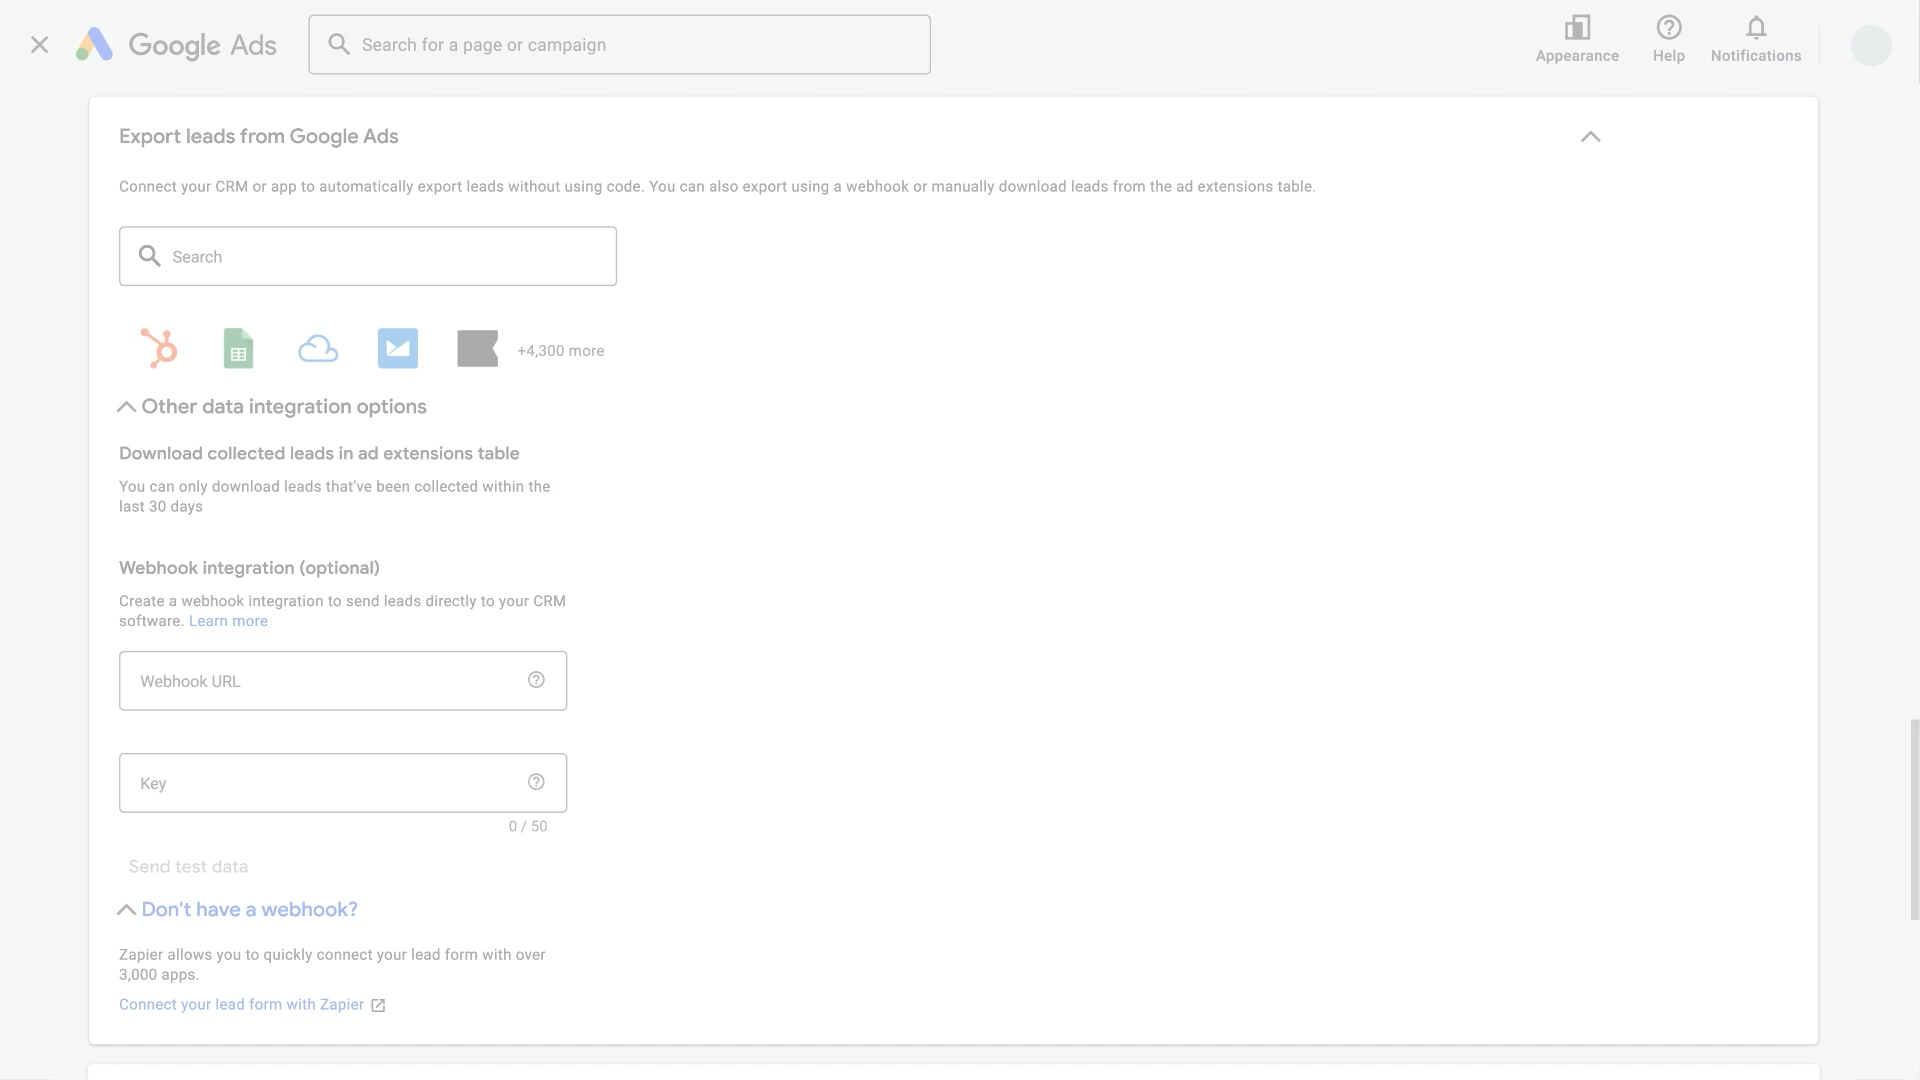 Google Ads
Search for a page or campaign
Appearance
Help
Notifications
Export leads from Google Ads
Connect your CRM or app to automatically export leads without using code. You can also export using a webhook or manually download leads from the ad extensions table.
Search
+4,300 more
Other data integration options
Download collected leads in ad extensions table
You can only download leads that've been collected within the
last 30 days
Webhook integration (optional)
Create a webhook integration to send leads directly to your CRM
software. Learn more
Webhook URL
Key
0 / 50
Send test data
Don't have a webhook?
Zapier allows you to quickly connect your lead form with over
3,000 apps.
Connect your lead form with Zapier